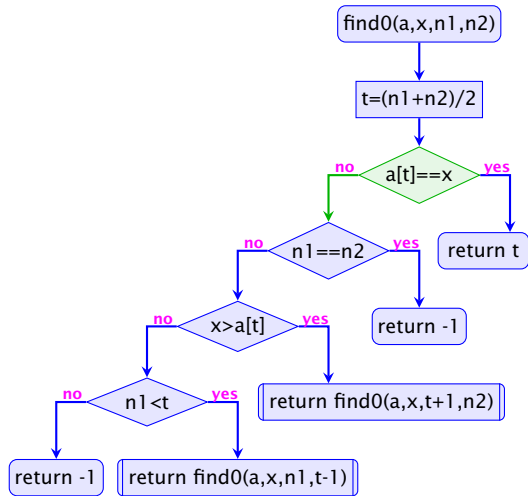 find0(a,x,n1,n2)
t=(n1+n2)/2
a[t]==x
no
yes
return t
n1==n2
no
yes
return -1
x>a[t]
no
yes
return find0(a,x,t+1,n2)
n1<t
no
yes
return -1
return find0(a,x,n1,t-1)